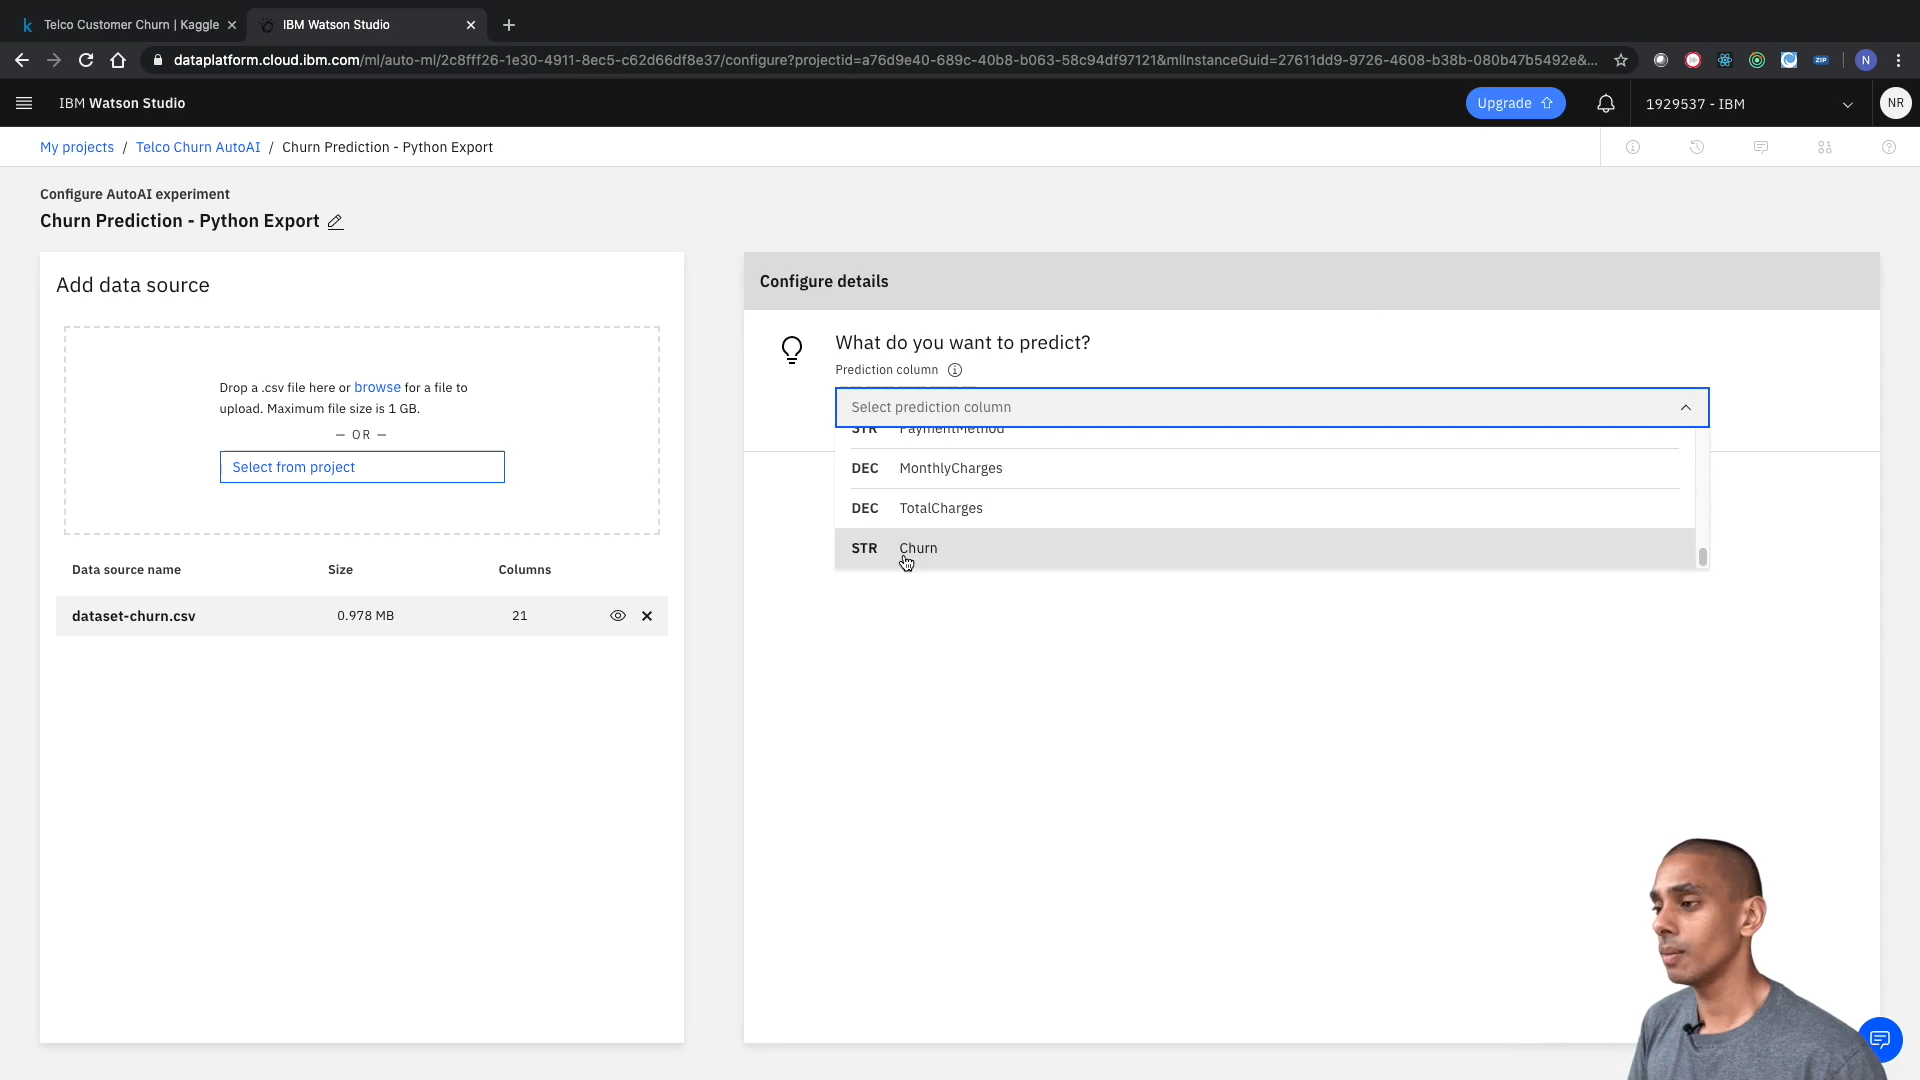 Telco Customer Churn | Kaggle
IBM Watson Studio
dataplatform.cloud.ibm.com/ml/auto-ml/2c8fff26-1e30-4911-8ec5-c62d66df8e37/configure?projectid=a76d9e40-689c-40b8-b063-58c94df97121&mlInstanceGuid=27611dd9-9726-4608-b38b-080b47b5492e&...
ZIP
N
IBM Watson Studio
Upgrade
1929537 - IBM
NR
My projects / Telco Churn AutoAI / Churn Prediction - Python Export
Configure AutoAI experiment
Churn Prediction - Python Export
Add data source
Drop a .csv file here or browse for a file to
upload. Maximum file size is 1 GB.
— OR —
Select from project
Data source name Size Columns
dataset-churn.csv 0.978 MB 21
Configure details
What do you want to predict?
Prediction column
Select prediction column
STR PaymentMethod
DEC MonthlyCharges
DEC TotalCharges
STR Churn